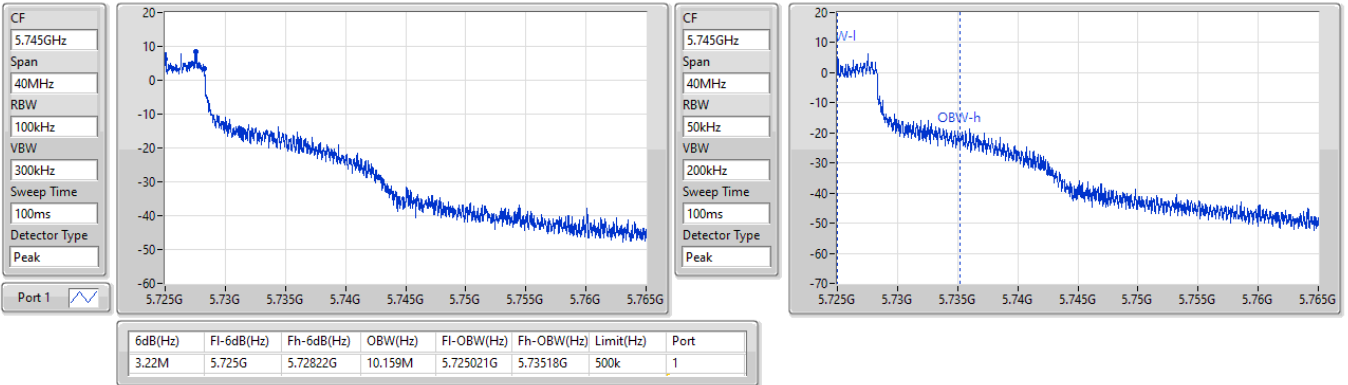 CF
5.745GHz
Span
40MHz
RBW
100kHz
VBW
300kHz
Sweep Time
100ms
Detector Type
Peak
Port 1
20
10
0
-10
-20
-30
-40
-50
-60
5.725G 5.73G 5.735G 5.74G 5.745G 5.75G 5.755G 5.76G 5.765G
CF
5.745GHz
Span
40MHz
RBW
50kHz
VBW
200kHz
Sweep Time
100ms
Detector Type
Peak
20
10
0
-10
-20
-30
-40
-50
-60
-70
W-l
OBW-h
5.725G 5.73G 5.735G 5.74G 5.745G 5.75G 5.755G 5.76G 5.765G
6dB(Hz) Fl-6dB(Hz) Fh-6dB(Hz) OBW(Hz) Fl-OBW(Hz) Fh-OBW(Hz) Limit(Hz) Port
3.22M 5.725G 5.72822G 10.159M 5.725021G 5.73518G 500k 1